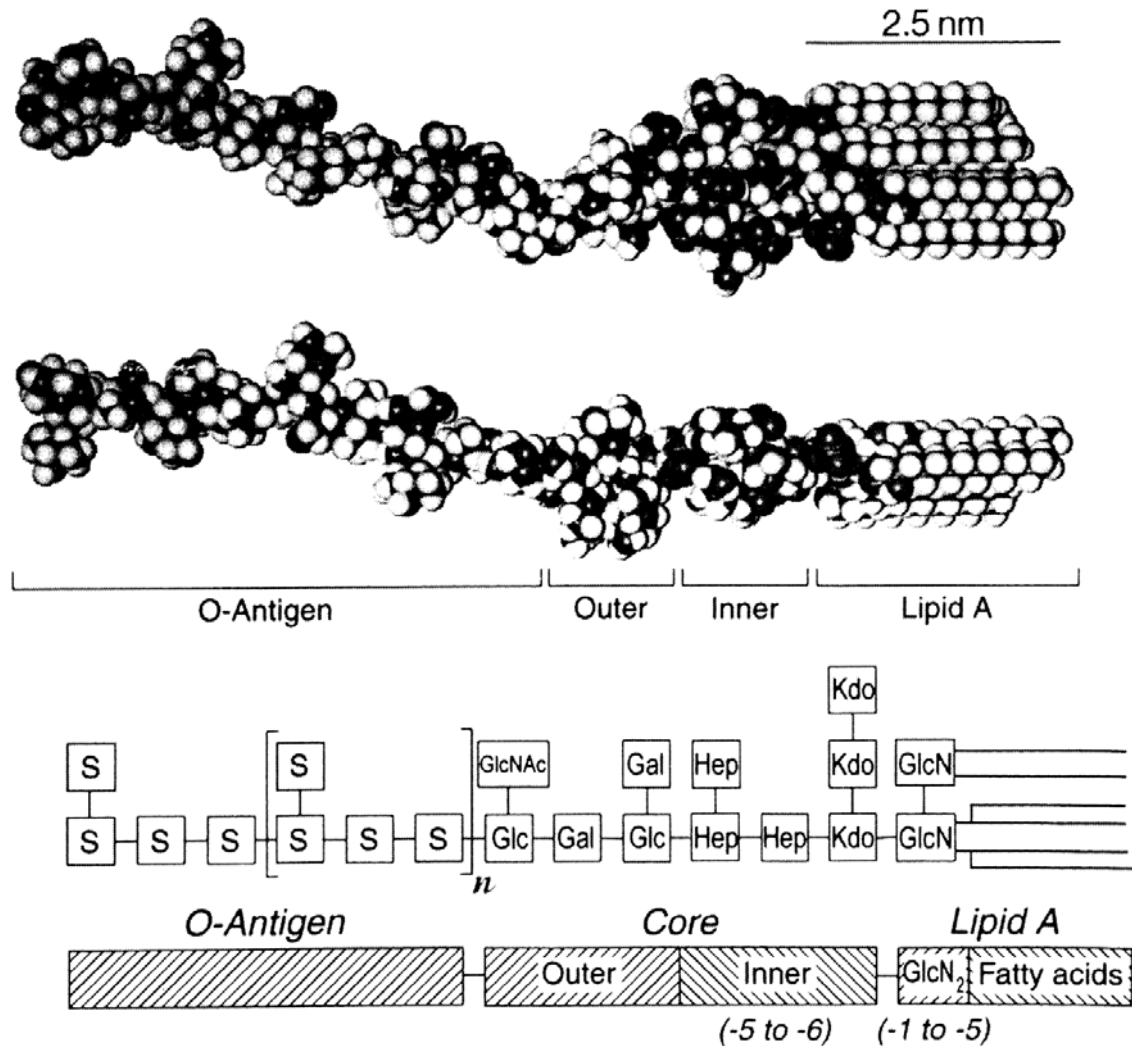 2.5 nm
O-Antigen Outer Inner Lipid A
Kdo
S S GlcNAc Gal Hep Kdo GlcN
S S S S S S Glc Gal Glc Hep Hep Kdo GlcN
n
O-Antigen Core Lipid A
Outer Inner GlcN2 Fatty acids
(-5 to -6) (-1 to -5)